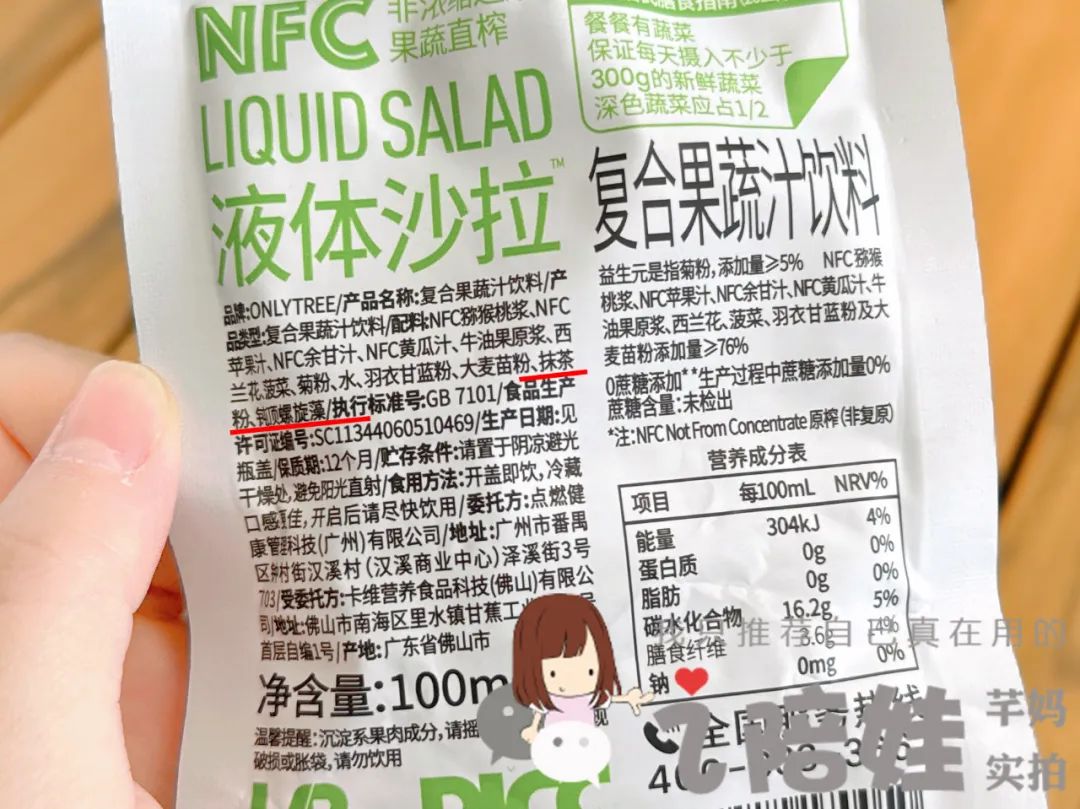 NFC
果蔬直榨
LIQUID SALAD
液体沙拉™
品牌:ONLYTREE/产品名称:复合果蔬汁饮料/产
品类型:复合果蔬汁饮料/配料:NFC猕猴桃浆、NFC
苹果汁、NFC余甘汁、NFC黄瓜汁、牛油果原浆、西
兰花、菠菜、菊粉、水、羽衣甘蓝粉、大麦苗粉、抹茶
粉、钝顶螺旋藻/执行标准号:GB 7101/食品生产
许可证编号:SC11344060510469/生产日期:见
瓶盖/保质期:12个月/贮存条件:请置于阴凉避光
干燥处,避免阳光直射/食用方法:开盖即饮,冷藏
口感更佳,开启后请尽快饮用/委托方:点燃健
康管理科技(广州)有限公司/地址:广州市番禺
区钟村街汉溪村(汉溪商业中心)泽溪街3号
703/受委托方:卡维营养食品科技(佛山)有限公
司/地址:佛山市南海区里水镇甘蕉工
首层自编1号/产地:广东省佛山市
净含量:100m
温馨提醒:沉淀系果肉成分,请摇
破损或胀袋,请勿饮用
餐餐有蔬菜
保证每天摄入不少于
300g的新鲜蔬菜
深色蔬菜应占1/2
复合果蔬汁饮料
益生元是指菊粉,添加量≥5% NFC猕猴
桃浆、NFC苹果汁、NFC余甘汁、NFC黄瓜汁、牛
油果原浆、西兰花、菠菜、羽衣甘蓝粉及大
麦苗粉添加量≥76%
0蔗糖添加**生产过程中蔗糖添加量0%
蔗糖含量:未检出
*注:NFC Not From Concentrate 原榨(非复原)
营养成分表
项目 每100mL NRV%
能量 304kJ 4%
蛋白质 0g 0%
脂肪 0g 0%
碳水化合物 16.2g 5%
膳食纤维 3.6g 14%
钠 0mg 0%
推荐自己真在用的
陪娃
芊妈
实拍